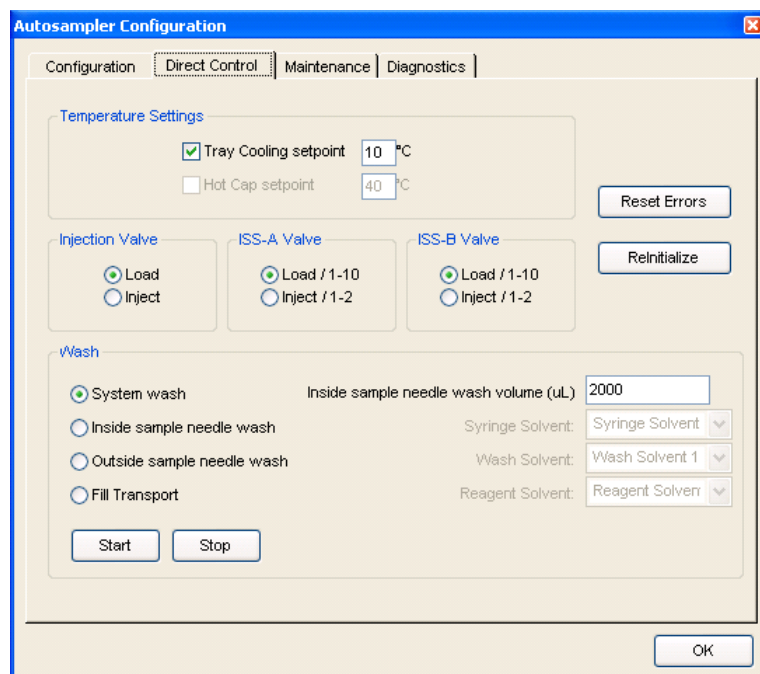 Autosampler Configuration
Configuration Direct Control Maintenance Diagnostics
Temperature Settings
Tray Cooling setpoint 10 °C
Hot Cap setpoint 40 °C
Reset Errors
Injection Valve ISS-A Valve ISS-B Valve
ReInitialize
Load Load / 1-10 Load / 1-10
Inject Inject / 1-2 Inject / 1-2
Wash
System wash Inside sample needle wash volume (uL) 2000
Inside sample needle wash Syringe Solvent: Syringe Solvent
Outside sample needle wash Wash Solvent: Wash Solvent 1
Fill Transport Reagent Solvent: Reagent Solven
Start Stop
OK